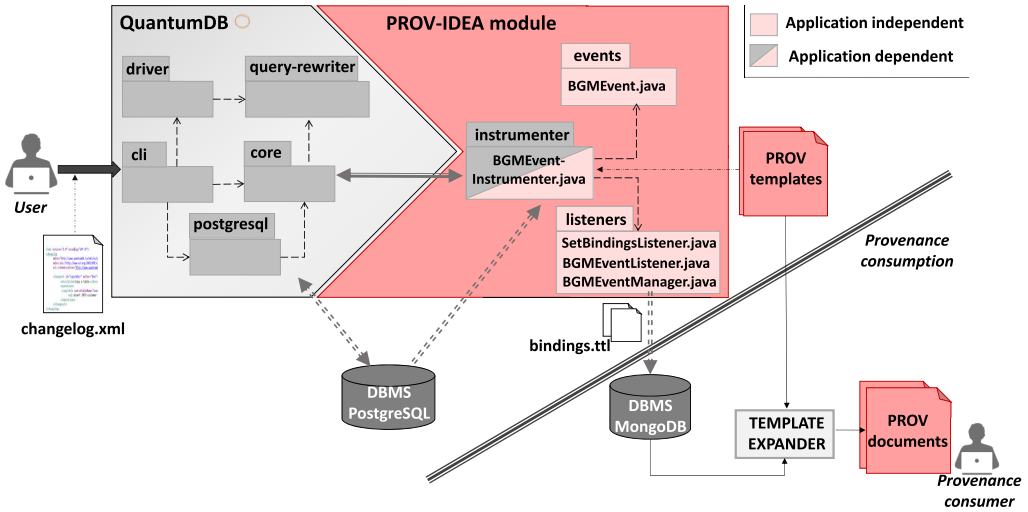 QuantumDB
PROV-IDEA module
Application independent
Application dependent
driver
query-rewriter
events
BGMEvent.java
cli
core
instrumenter
BGMEvent-
Instrumenter.java
PROV
templates
User
postgresql
listeners
SetBindingsListener.java
BGMEventListener.java
BGMEventManager.java
Provenance
consumption
changelog.xml
bindings.ttl
DBMS
PostgreSQL
DBMS
MongoDB
TEMPLATE
EXPANDER
PROV
documents
Provenance
consumer